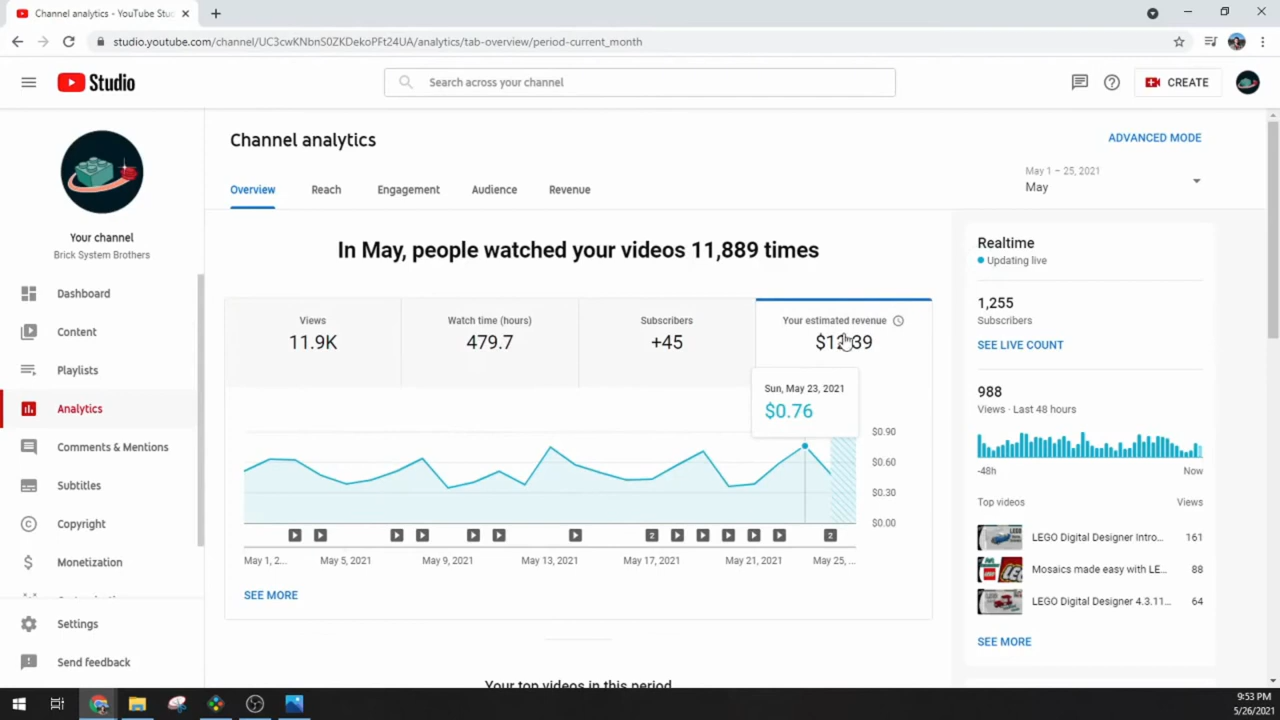 Channel analytics - YouTube Stu
studio.youtube.com/channel/UC3cwKNbnS0ZKDekoPFt24UA/analytics/tab-overview/period-current_month
Studio
Search across your channel
CREATE
Your channel
Brick System Brothers
Dashboard
Content
Playlists
Analytics
Comments & Mentions
Subtitles
Copyright
Monetization
Settings
Send feedback
Channel analytics
ADVANCED MODE
Overview
Reach
Engagement
Audience
Revenue
May 1 – 25, 2021
May
In May, people watched your videos 11,889 times
Views
11.9K
Watch time (hours)
479.7
Subscribers
+45
Your estimated revenue
Sun, May 23, 2021
$0.76
$0.90
$0.60
$0.30
$0.00
2
2
May 1, 2...
May 5, 2021
May 9, 2021
May 13, 2021
May 17, 2021
May 21, 2021
May 25, ...
SEE MORE
Your top videos in this period
Realtime
Updating live
1,255
Subscribers
SEE LIVE COUNT
988
Views · Last 48 hours
-48h
Now
Top videos
Views
LEGO Digital Designer Intro...
161
Mosaics made easy with LE...
88
LEGO Digital Designer 4.3.11...
64
SEE MORE
9:53 PM
5/26/2021